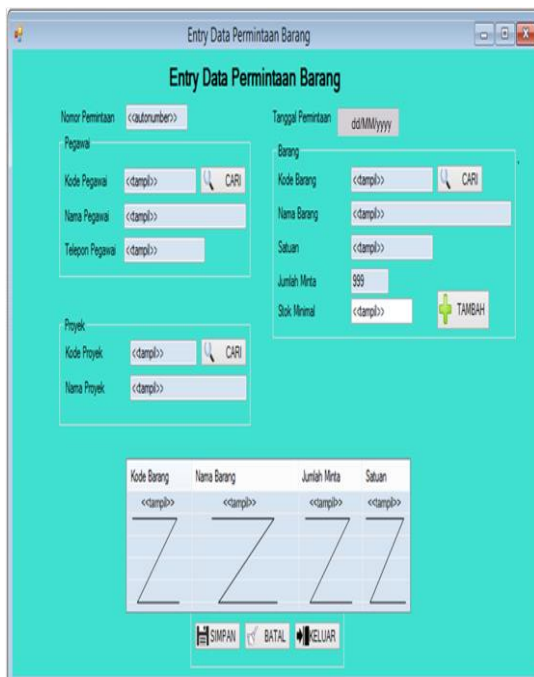 Entry Data Permintaan Barang
Entry Data Permintaan Barang
Nomor Permintaan <<autonumber>>
Tanggal Permintaan dd/MM/yyyy
Pegawai
Kode Pegawai <<tampil>> CARI
Nama Pegawai <<tampil>>
Telepon Pegawai <<tampil>>
Barang
Kode Barang <<tampil>> CARI
Nama Barang <<tampil>>
Satuan <<tampil>>
Jumlah Minta 999
Stok Minimal <<tampil>> TAMBAH
Proyek
Kode Proyek <<tampil>> CARI
Nama Proyek <<tampil>>
Kode Barang Nama Barang Jumlah Minta Satuan
<<tampil>> <<tampil>> <<tampil>> <<tampil>>
SIMPAN BATAL KELUAR